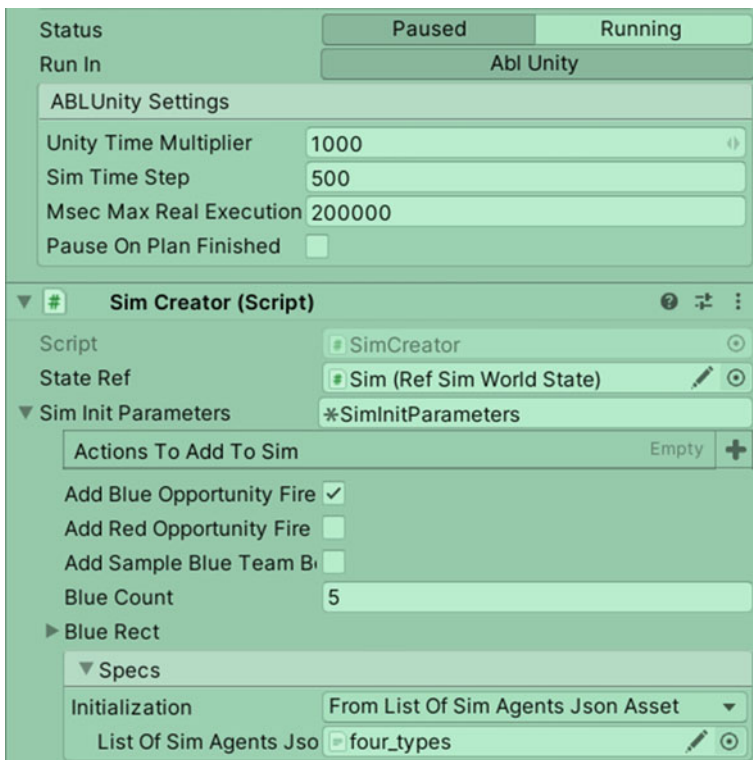 Status Paused Running
Run In Abl Unity
ABLUnity Settings
Unity Time Multiplier 1000
Sim Time Step 500
Msec Max Real Execution 200000
Pause On Plan Finished
# Sim Creator (Script)
Script # SimCreator
State Ref # Sim (Ref Sim World State)
Sim Init Parameters *SimInitParameters
Actions To Add To Sim Empty +
Add Blue Opportunity Fire
Add Red Opportunity Fire
Add Sample Blue Team B
Blue Count 5
Blue Rect
Specs
Initialization From List Of Sim Agents Json Asset
List Of Sim Agents Jso four_types